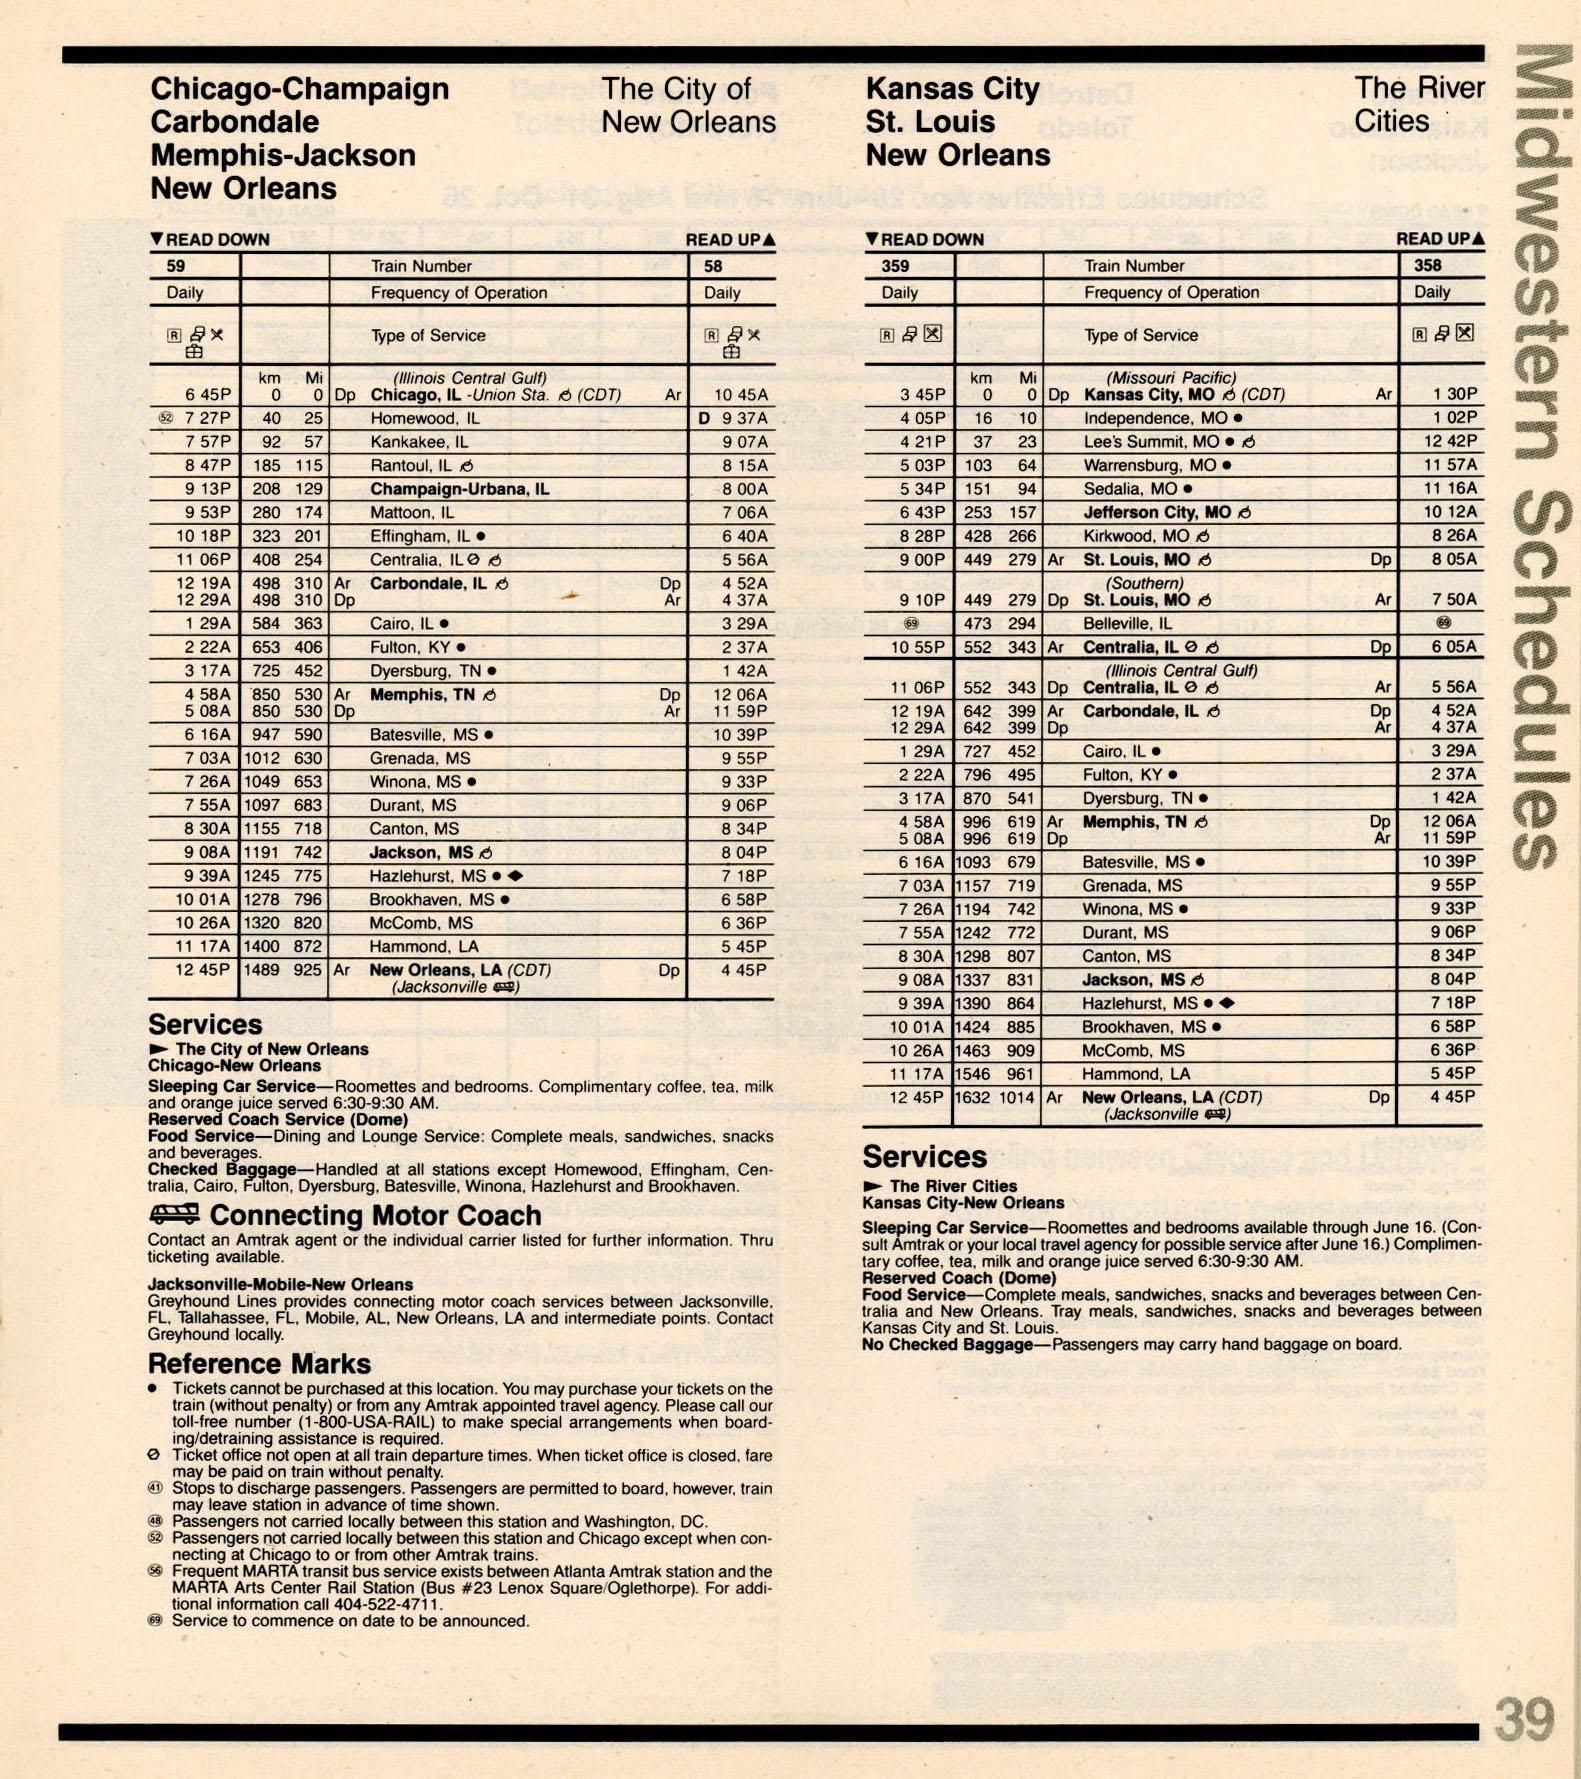 Chicago-Champaign
Carbondale
Memphis-Jackson
New Orleans
The City of
New Orleans
▼READ DOWN READ UP▲
59 Train Number 58
Daily Frequency of Operation Daily
R Type of Service R
km Mi (Illinois Central Gulf)
6 45P 0 0 Dp Chicago, IL -Union Sta. (CDT) Ar 10 45A
52 7 27P 40 25 Homewood, IL D 9 37A
7 57P 92 57 Kankakee, IL 9 07A
8 47P 185 115 Rantoul, IL 8 15A
9 13P 208 129 Champaign-Urbana, IL 8 00A
9 53P 280 174 Mattoon, IL 7 06A
10 18P 323 201 Effingham, IL ● 6 40A
11 06P 408 254 Centralia, IL ⊘ 5 56A
12 19A 498 310 Ar Carbondale, IL Dp 4 52A
12 29A 498 310 Dp Ar 4 37A
1 29A 584 363 Cairo, IL ● 3 29A
2 22A 653 406 Fulton, KY ● 2 37A
3 17A 725 452 Dyersburg, TN ● 1 42A
4 58A 850 530 Ar Memphis, TN Dp 12 06A
5 08A 850 530 Dp Ar 11 59P
6 16A 947 590 Batesville, MS ● 10 39P
7 03A 1012 630 Grenada, MS 9 55P
7 26A 1049 653 Winona, MS ● 9 33P
7 55A 1097 683 Durant, MS 9 06P
8 30A 1155 718 Canton, MS 8 34P
9 08A 1191 742 Jackson, MS 8 04P
9 39A 1245 775 Hazlehurst, MS ● ◆ 7 18P
10 01A 1278 796 Brookhaven, MS ● 6 58P
10 26A 1320 820 McComb, MS 6 36P
11 17A 1400 872 Hammond, LA 5 45P
12 45P 1489 925 Ar New Orleans, LA (CDT) Dp 4 45P
(Jacksonville )
Services
► The City of New Orleans
Chicago-New Orleans
Sleeping Car Service—Roomettes and bedrooms. Complimentary coffee, tea, milk
and orange juice served 6:30-9:30 AM.
Reserved Coach Service (Dome)
Food Service—Dining and Lounge Service: Complete meals, sandwiches, snacks
and beverages.
Checked Baggage—Handled at all stations except Homewood, Effingham, Cen-
tralia, Cairo, Fulton, Dyersburg, Batesville, Winona, Hazlehurst and Brookhaven.
Connecting Motor Coach
Contact an Amtrak agent or the individual carrier listed for further information. Thru
ticketing available.
Jacksonville-Mobile-New Orleans
Greyhound Lines provides connecting motor coach services between Jacksonville,
FL, Tallahassee, FL, Mobile, AL, New Orleans, LA and intermediate points. Contact
Greyhound locally.
Reference Marks
● Tickets cannot be purchased at this location. You may purchase your tickets on the
train (without penalty) or from any Amtrak appointed travel agency. Please call our
toll-free number (1-800-USA-RAIL) to make special arrangements when board-
ing/detraining assistance is required.
⊘ Ticket office not open at all train departure times. When ticket office is closed, fare
may be paid on train without penalty.
41 Stops to discharge passengers. Passengers are permitted to board, however, train
may leave station in advance of time shown.
48 Passengers not carried locally between this station and Washington, DC.
52 Passengers not carried locally between this station and Chicago except when con-
necting at Chicago to or from other Amtrak trains.
56 Frequent MARTA transit bus service exists between Atlanta Amtrak station and the
MARTA Arts Center Rail Station (Bus #23 Lenox Square/Oglethorpe). For addi-
tional information call 404-522-4711.
69 Service to commence on date to be announced.
Kansas City
St. Louis
New Orleans
The River
Cities
▼READ DOWN READ UP▲
359 Train Number 358
Daily Frequency of Operation Daily
R Type of Service R
km Mi (Missouri Pacific)
3 45P 0 0 Dp Kansas City, MO (CDT) Ar 1 30P
4 05P 16 10 Independence, MO ● 1 02P
4 21P 37 23 Lee's Summit, MO ● 12 42P
5 03P 103 64 Warrensburg, MO ● 11 57A
5 34P 151 94 Sedalia, MO ● 11 16A
6 43P 253 157 Jefferson City, MO 10 12A
8 28P 428 266 Kirkwood, MO 8 26A
9 00P 449 279 Ar St. Louis, MO Dp 8 05A
(Southern)
9 10P 449 279 Dp St. Louis, MO Ar 7 50A
69 473 294 Belleville, IL 69
10 55P 552 343 Ar Centralia, IL ⊘ Dp 6 05A
(Illinois Central Gulf)
11 06P 552 343 Dp Centralia, IL ⊘ Ar 5 56A
12 19A 642 399 Ar Carbondale, IL Dp 4 52A
12 29A 642 399 Dp Ar 4 37A
1 29A 727 452 Cairo, IL ● 3 29A
2 22A 796 495 Fulton, KY ● 2 37A
3 17A 870 541 Dyersburg, TN ● 1 42A
4 58A 996 619 Ar Memphis, TN Dp 12 06A
5 08A 996 619 Dp Ar 11 59P
6 16A 1093 679 Batesville, MS ● 10 39P
7 03A 1157 719 Grenada, MS 9 55P
7 26A 1194 742 Winona, MS ● 9 33P
7 55A 1242 772 Durant, MS 9 06P
8 30A 1298 807 Canton, MS 8 34P
9 08A 1337 831 Jackson, MS 8 04P
9 39A 1390 864 Hazlehurst, MS ● ◆ 7 18P
10 01A 1424 885 Brookhaven, MS ● 6 58P
10 26A 1463 909 McComb, MS 6 36P
11 17A 1546 961 Hammond, LA 5 45P
12 45P 1632 1014 Ar New Orleans, LA (CDT) Dp 4 45P
(Jacksonville )
Services
► The River Cities
Kansas City-New Orleans
Sleeping Car Service—Roomettes and bedrooms available through June 16. (Con-
sult Amtrak or your local travel agency for possible service after June 16.) Complimen-
tary coffee, tea, milk and orange juice served 6:30-9:30 AM.
Reserved Coach (Dome)
Food Service—Complete meals, sandwiches, snacks and beverages between Cen-
tralia and New Orleans. Tray meals, sandwiches, snacks and beverages between
Kansas City and St. Louis.
No Checked Baggage—Passengers may carry hand baggage on board.
Midwestern Schedules
39